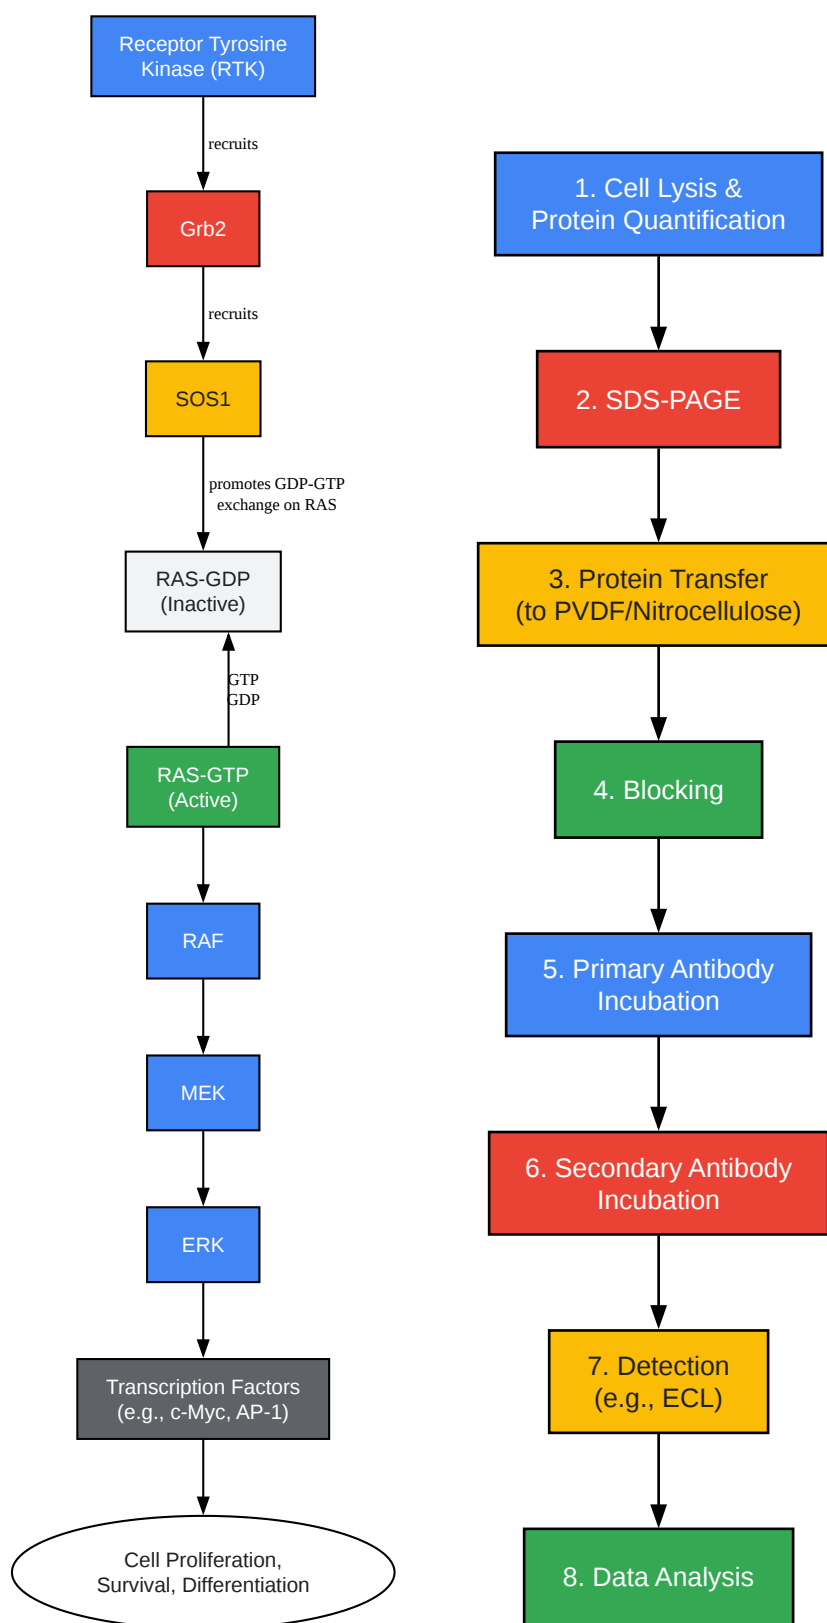 Receptor Tyrosine
Kinase (RTK)
recruits
Grb2
recruits
SOS1
promotes GDP-GTP
exchange on RAS
RAS-GDP
(Inactive)
GTP
GDP
RAS-GTP
(Active)
RAF
MEK
ERK
Transcription Factors
(e.g., c-Myc, AP-1)
Cell Proliferation,
Survival, Differentiation
1. Cell Lysis &
Protein Quantification
2. SDS-PAGE
3. Protein Transfer
(to PVDF/Nitrocellulose)
4. Blocking
5. Primary Antibody
Incubation
6. Secondary Antibody
Incubation
7. Detection
(e.g., ECL)
8. Data Analysis